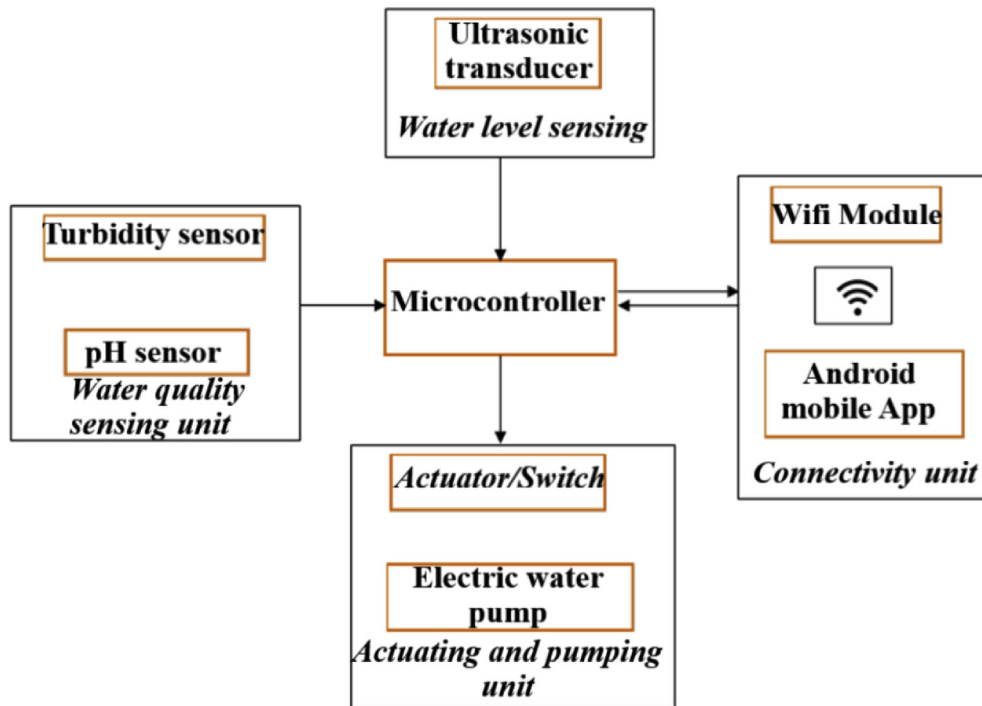 Ultrasonic
transducer
Water level sensing
Turbidity sensor
pH sensor
Water quality
sensing unit
Microcontroller
Wifi Module
Android
mobile App
Connectivity unit
Actuator/Switch
Electric water
pump
Actuating and pumping
unit